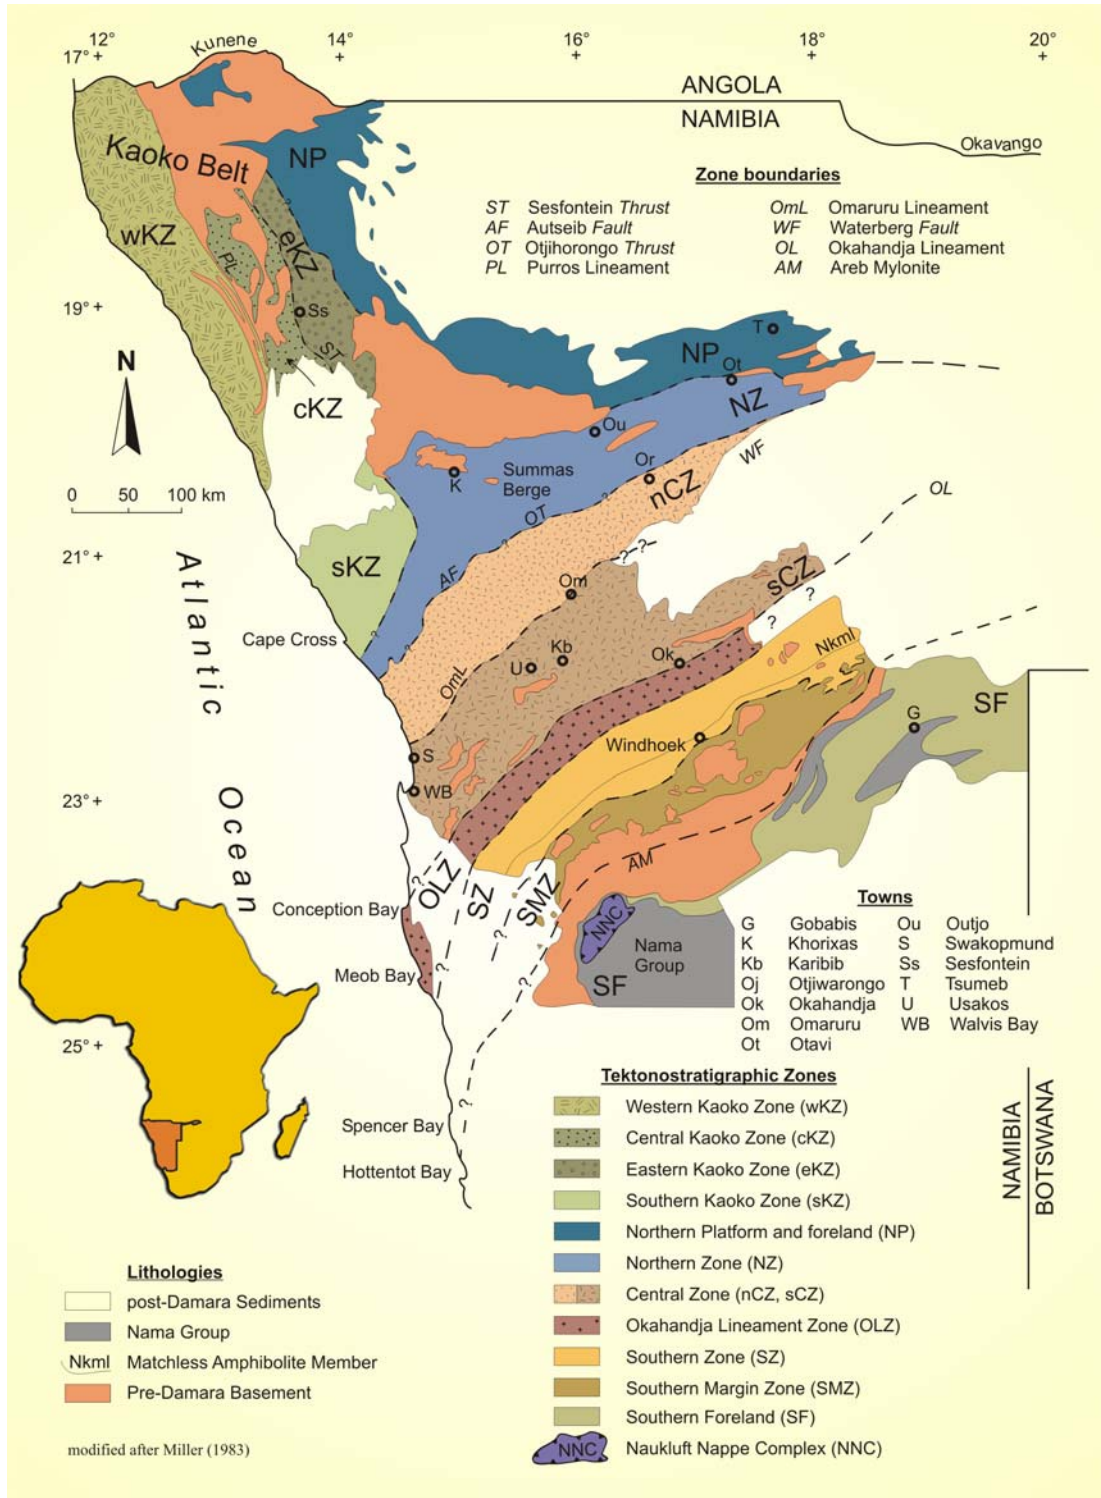 12°
14°
16°
18°
20°
17° +
Kunene
ANGOLA
NAMIBIA
Okavango
Kaoko Belt
NP
Zone boundaries
ST Sesfontein Thrust
AF Autseib Fault
OT Otjihorongo Thrust
PL Purros Lineament
OmL Omaruru Lineament
WF Waterberg Fault
OL Okahandja Lineament
AM Areb Mylonite
wKZ
eKZ
PL
?
19° +
Ss
ST
T
NP
Ot
N
cKZ
NZ
Ou
WF
0 50 100 km
K
Summas
Berge
Or
nCZ
?
OT
OL
?
21° +
sKZ
AF
?
? ?
Om
sCZ
?
Atlantic
Ocean
Cape Cross
?
?
?
Nkml
OmL
U
Kb
Ok
SF
G
Windhoek
S
WB
23° +
AM
?
OLZ
SZ
SMZ
Conception Bay
NNC
?
Nama
Group
Meob Bay
?
?
SF
Towns
G Gobabis
K Khorixas
Kb Karibib
Oj Otjiwarongo
Ok Okahandja
Om Omaruru
Ot Otavi
Ou Outjo
S Swakopmund
Ss Sesfontein
T Tsumeb
U Usakos
WB Walvis Bay
25° +
?
Spencer Bay
Hottentot Bay
NAMIBIA
BOTSWANA
Tektonostratigraphic Zones
Western Kaoko Zone (wKZ)
Central Kaoko Zone (cKZ)
Eastern Kaoko Zone (eKZ)
Southern Kaoko Zone (sKZ)
Northern Platform and foreland (NP)
Northern Zone (NZ)
Central Zone (nCZ, sCZ)
Okahandja Lineament Zone (OLZ)
Southern Zone (SZ)
Southern Margin Zone (SMZ)
Southern Foreland (SF)
NNC Naukluft Nappe Complex (NNC)
Lithologies
post-Damara Sediments
Nama Group
Nkml Matchless Amphibolite Member
Pre-Damara Basement
modified after Miller (1983)